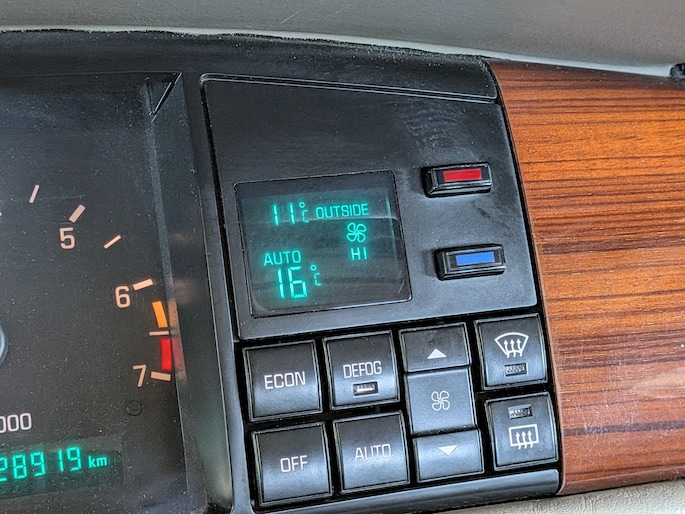 11°C OUTSIDE
AUTO HI
16°C
5
6
7
000
28919 km
ECON
DEFOG
OFF
AUTO